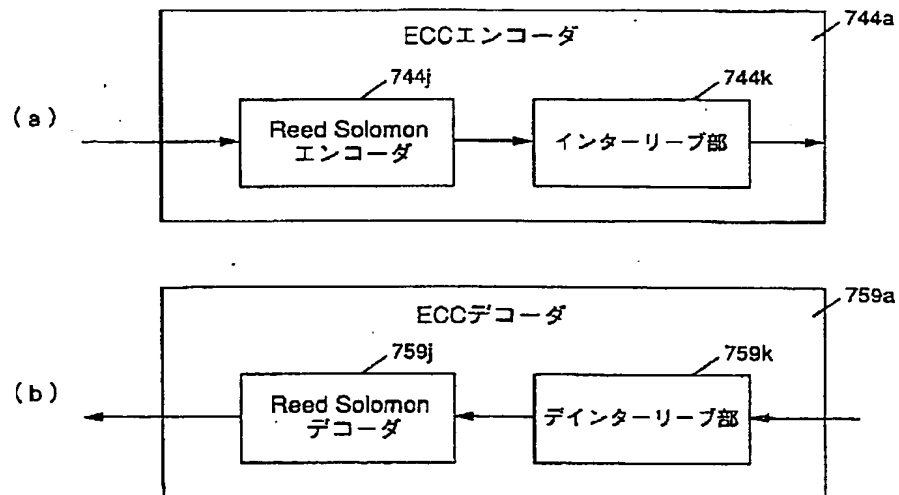 ECCエンコーダ
744a
744j
744k
(a)
Reed Solomon
エンコーダ
インターリーブ部
ECCデコーダ
759a
759j
759k
(b)
Reed Solomon
デコーダ
デインターリーブ部